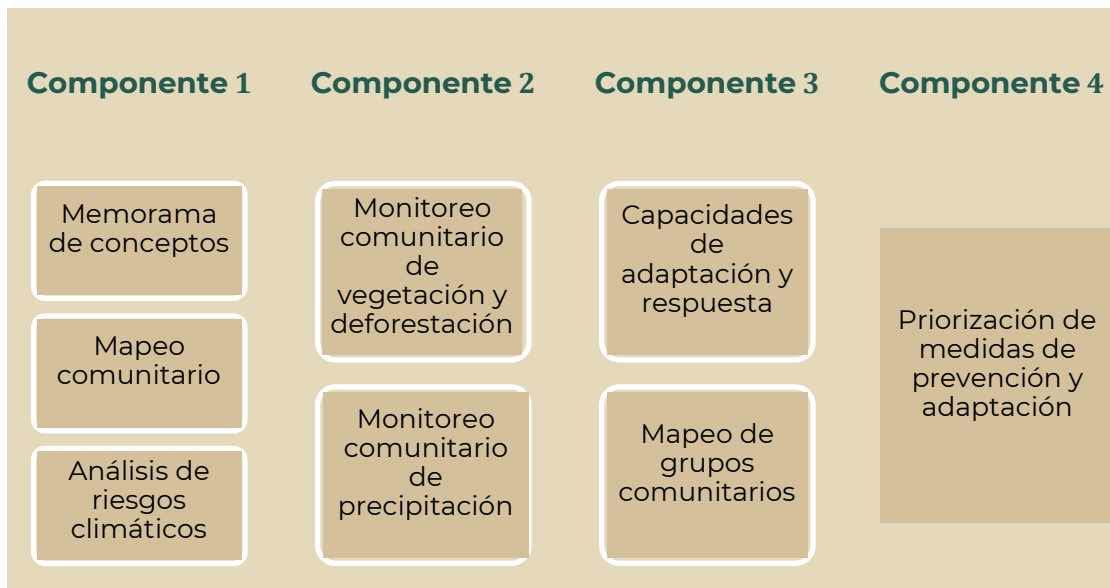 Componente 1
Componente 2
Componente 3
Componente 4
Memorama
de conceptos
Mapeo
comunitario
Análisis de
riesgos
climáticos
Monitoreo
comunitario
de
vegetación y
deforestación
Monitoreo
comunitario
de
precipitación
Capacidades
de
adaptación y
respuesta
Mapeo de
grupos
comunitarios
Priorización de
medidas de
prevención y
adaptación